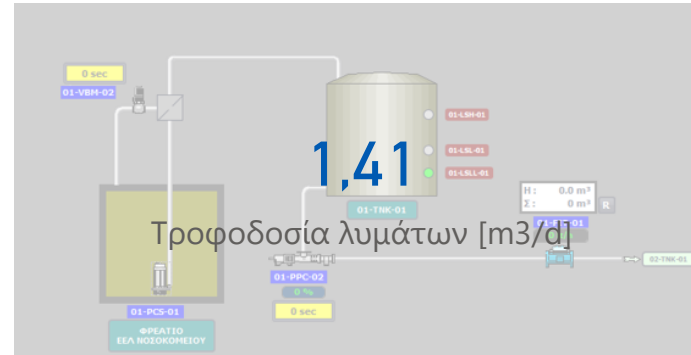 0 sec
01-VBM-02
01-LSH-01
01-LSL-01
01-LSLL-01
1,41
H: 0.0 m³
Σ: 0 m³
R
01-TNK-01
Τροφοδοσία λυμάτων [m3/d]
02-TNK-01
01-PPC-02
0 %
01-PCS-01
0 sec
ΦΡΕΑΤΙΟ
ΕΕΛ ΝΟΣΟΚΟΜΕΙΟΥ